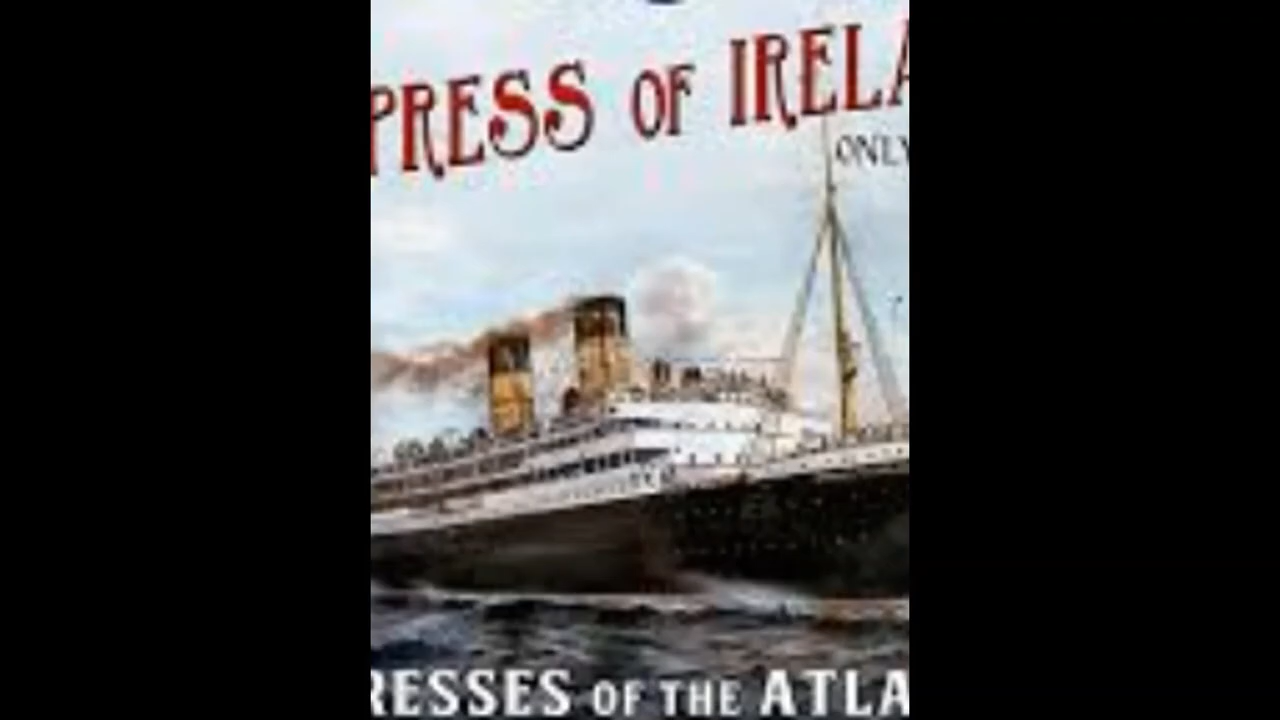 PRESS OF IRELA
ONLY
RESSES OF THE ATLA